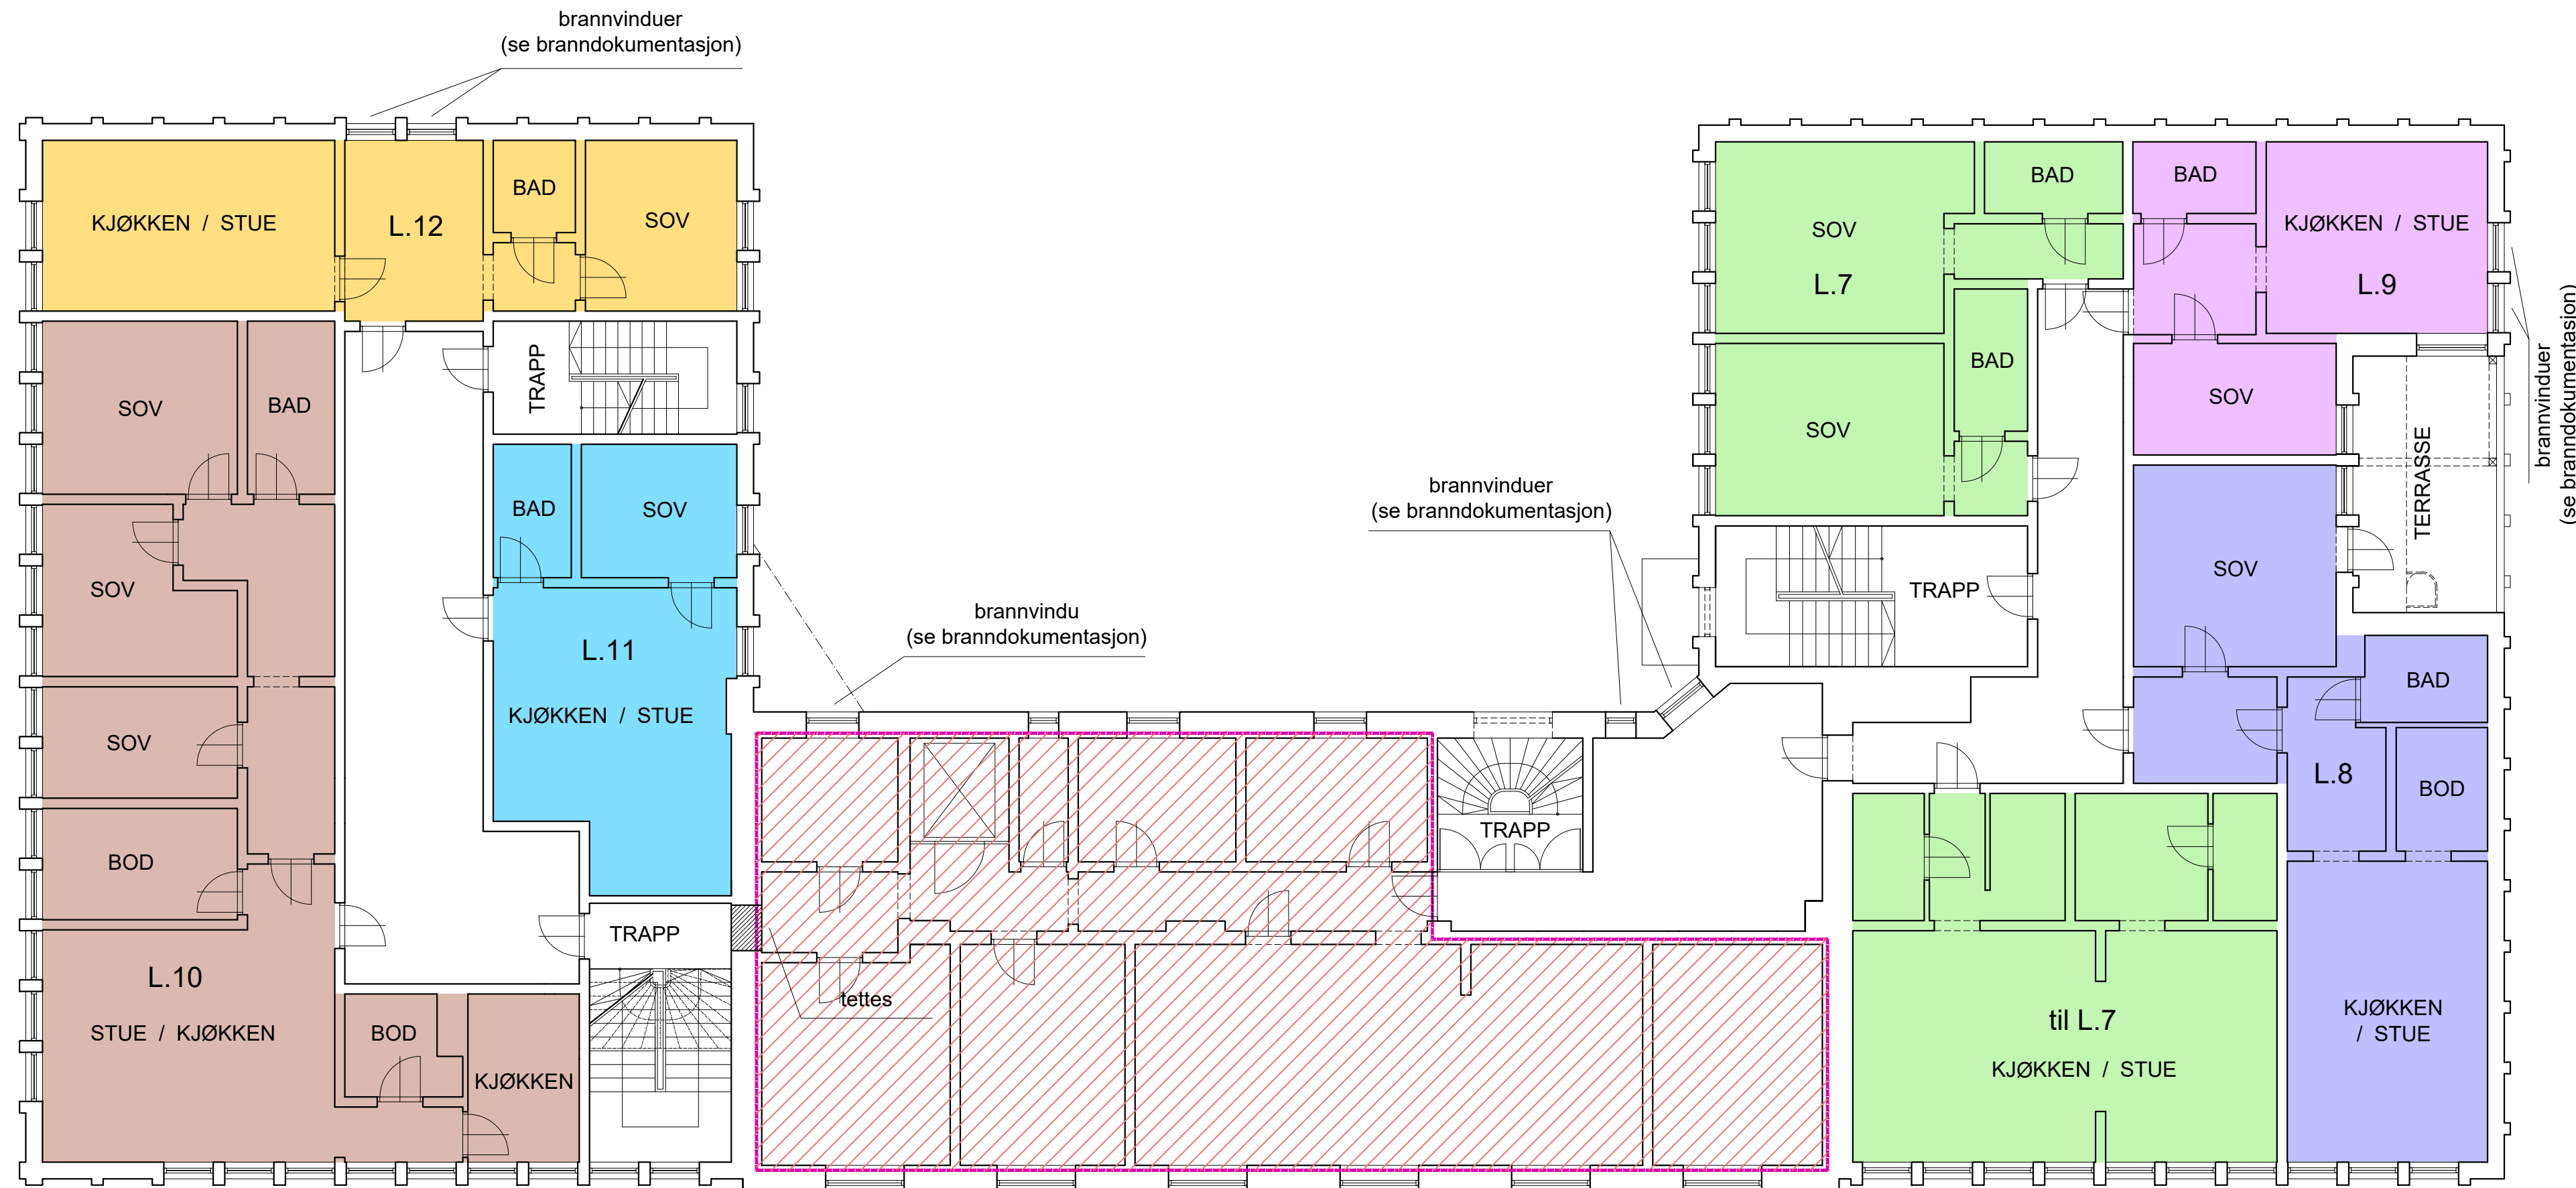 brannvinduer
(se branndokumentasjon)
KJØKKEN / STUE
L.12
BAD
SOV
SOV
BAD
TRAPP
SOV
BAD
SOV
L.11
KJØKKEN / STUE
SOV
BOD
TRAPP
L.10
STUE / KJØKKEN
BOD
KJØKKEN
brannvindu
(se branndokumentasjon)
tettes
brannvinduer
(se branndokumentasjon)
TRAPP
SOV
L.7
BAD
BAD
SOV
TRAPP
BAD
KJØKKEN / STUE
L.9
SOV
TERRASSE
brannvinduer
(se branndokumentasjon)
SOV
BAD
L.8
BOD
til L.7
KJØKKEN / STUE
KJØKKEN
/ STUE